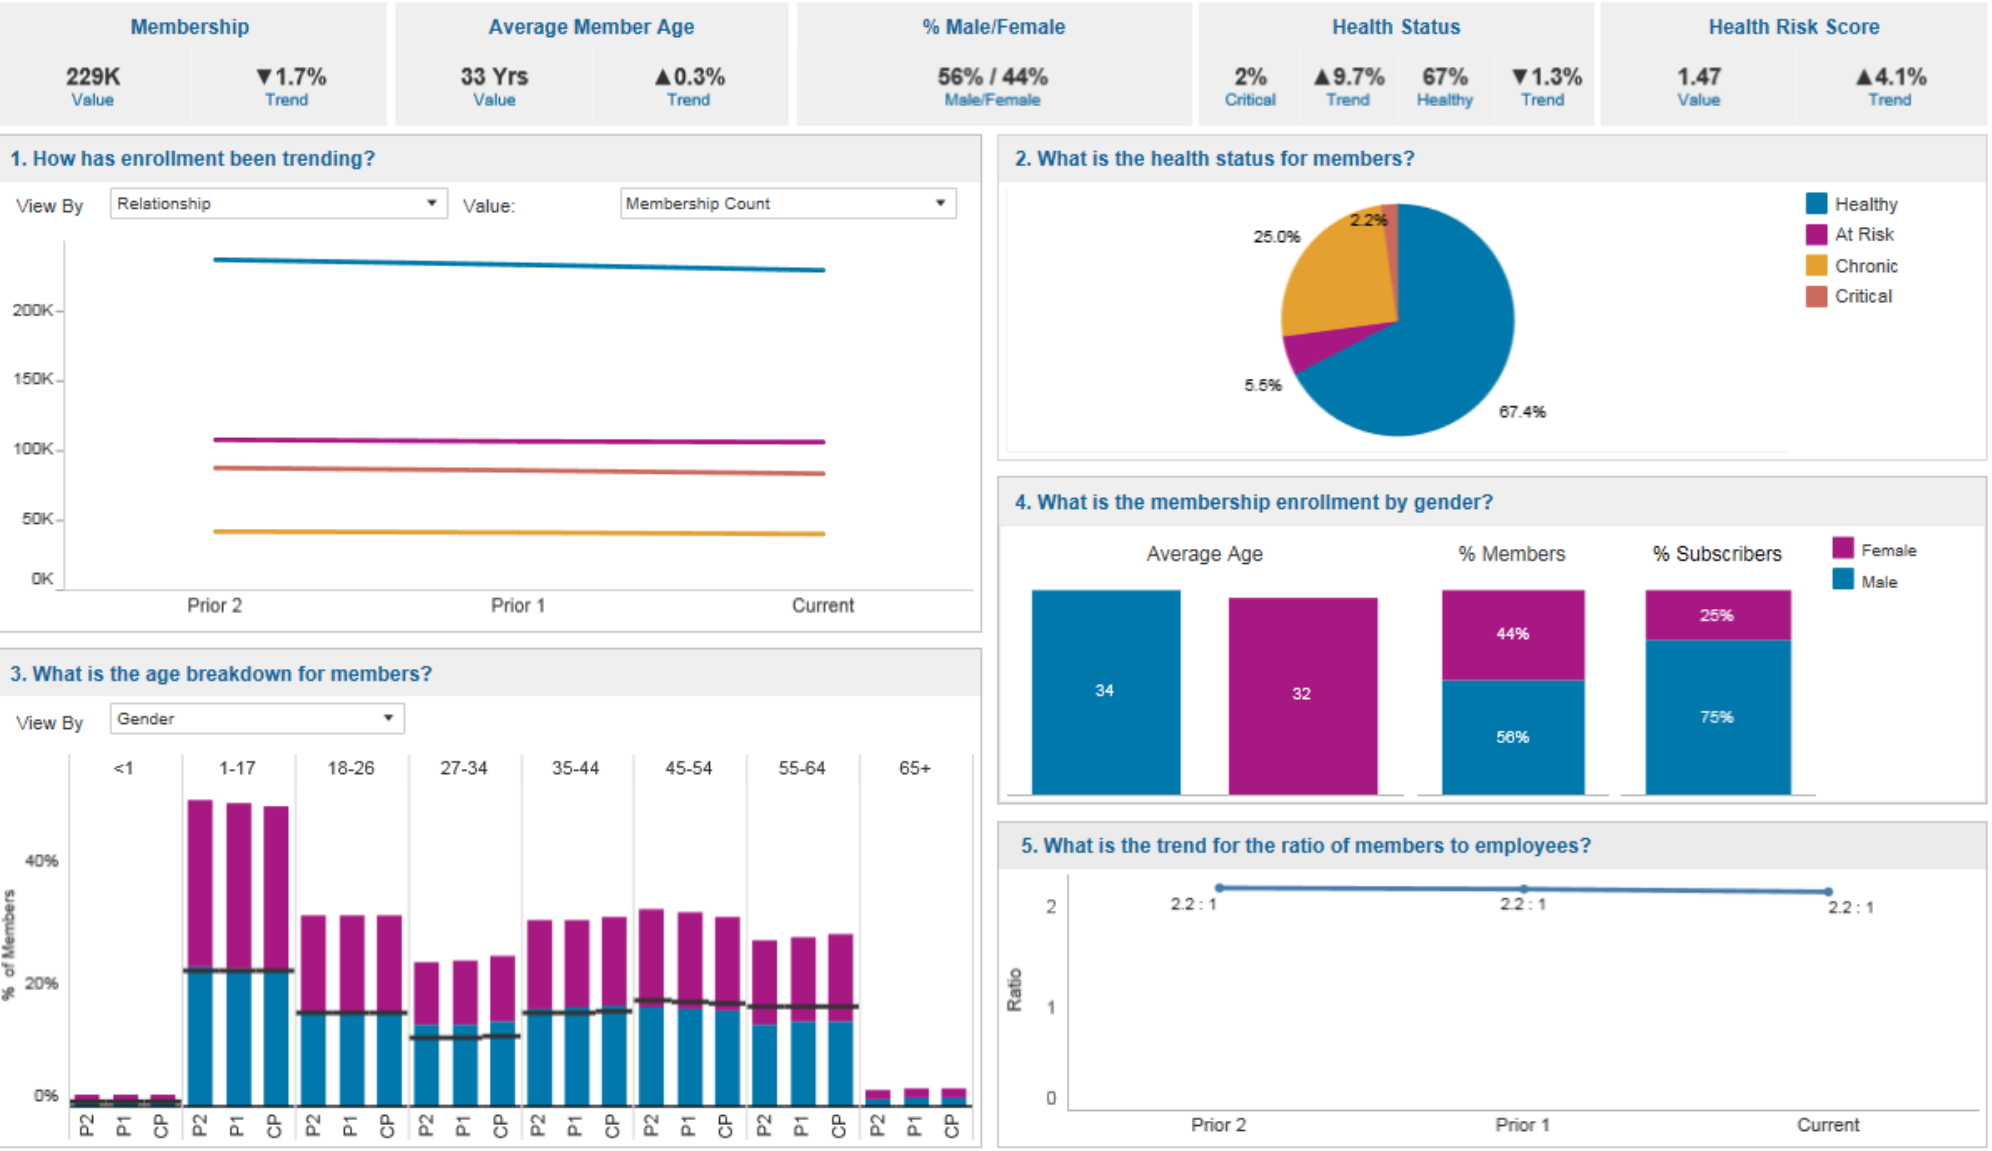 Membership
229K
Value
▼1.7%
Trend
Average Member Age
33 Yrs
Value
▲0.3%
Trend
% Male/Female
56% / 44%
Male/Female
Health Status
2%
Critical
▲9.7%
Trend
67%
Healthy
▼1.3%
Trend
Health Risk Score
1.47
Value
▲4.1%
Trend
1. How has enrollment been trending?
View By
Relationship
Value:
Membership Count
200K
150K
100K
50K
0K
Prior 2
Prior 1
Current
2. What is the health status for members?
2.2%
25.0%
5.5%
67.4%
Healthy
At Risk
Chronic
Critical
3. What is the age breakdown for members?
View By
Gender
<1
1-17
18-26
27-34
35-44
45-54
55-64
65+
% of Members
40%
20%
0%
P2
P1
CP
P2
P1
CP
P2
P1
CP
P2
P1
CP
P2
P1
CP
P2
P1
CP
P2
P1
CP
P2
P1
CP
4. What is the membership enrollment by gender?
Average Age
% Members
% Subscribers
Female
Male
34
32
44%
56%
25%
75%
5. What is the trend for the ratio of members to employees?
Ratio
2
1
0
2.2 : 1
2.2 : 1
2.2 : 1
Prior 2
Prior 1
Current